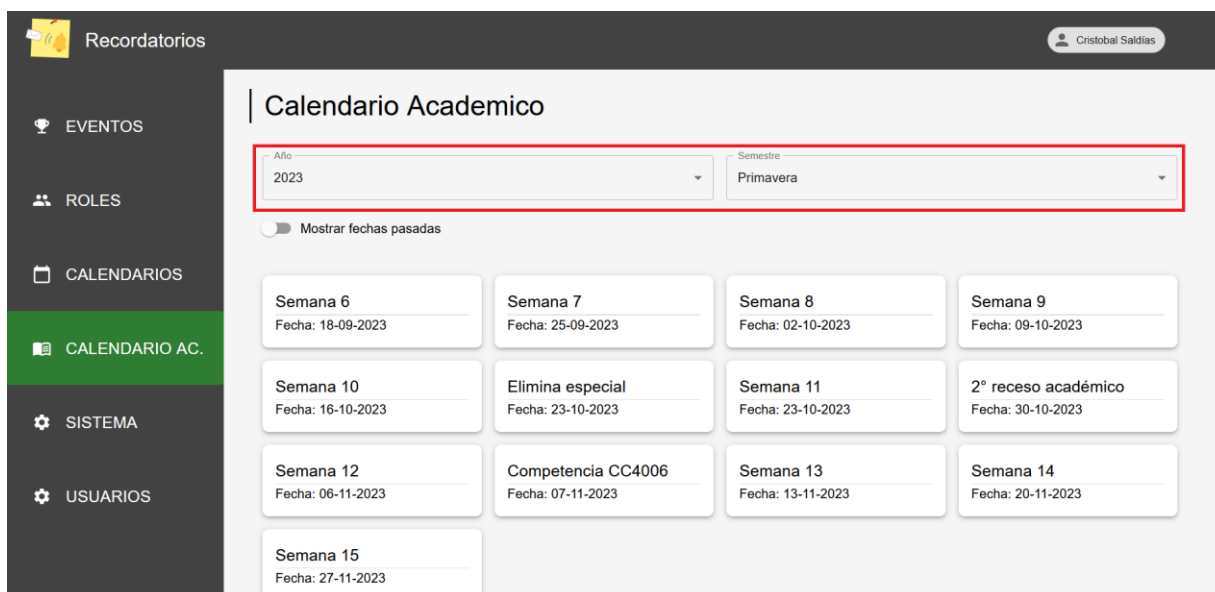 Recordatorios
Cristobal Saldías
EVENTOS
ROLES
CALENDARIOS
CALENDARIO AC.
SISTEMA
USUARIOS
Calendario Academico
Año
2023
Semestre
Primavera
Mostrar fechas pasadas
Semana 6
Fecha: 18-09-2023
Semana 7
Fecha: 25-09-2023
Semana 8
Fecha: 02-10-2023
Semana 9
Fecha: 09-10-2023
Semana 10
Fecha: 16-10-2023
Elimina especial
Fecha: 23-10-2023
Semana 11
Fecha: 23-10-2023
2° receso académico
Fecha: 30-10-2023
Semana 12
Fecha: 06-11-2023
Competencia CC4006
Fecha: 07-11-2023
Semana 13
Fecha: 13-11-2023
Semana 14
Fecha: 20-11-2023
Semana 15
Fecha: 27-11-2023